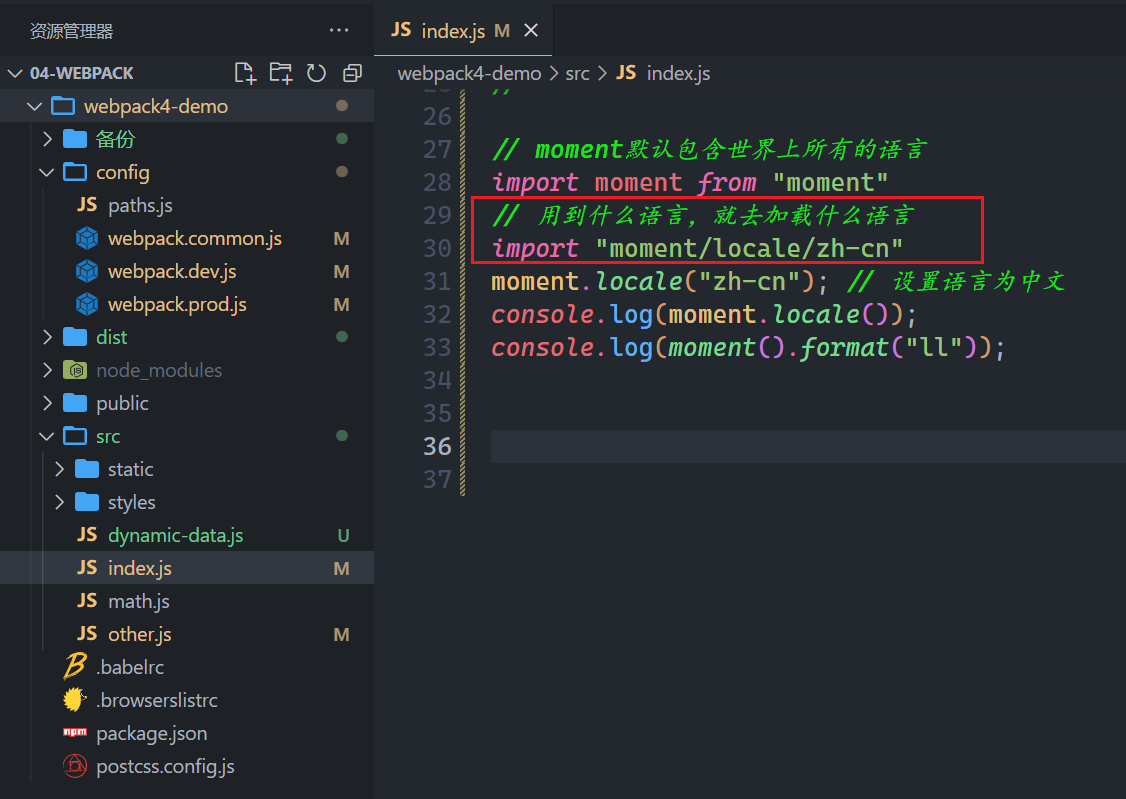 资源管理器
04-WEBPACK
webpack4-demo
备份
config
JS paths.js
webpack.common.js M
webpack.dev.js M
webpack.prod.js M
dist
node_modules
public
src
static
styles
JS dynamic-data.js U
JS index.js M
JS math.js
JS other.js M
.babelrc
.browserslistrc
npm package.json
postcss.config.js
JS index.js M
webpack4-demo > src > JS index.js
26
27 // moment默认包含世界上所有的语言
28 import moment from "moment"
29 // 用到什么语言，就去加载什么语言
30 import "moment/locale/zh-cn"
31 moment.locale("zh-cn"); // 设置语言为中文
32 console.log(moment.locale());
33 console.log(moment().format("ll"));
34
35
36
37